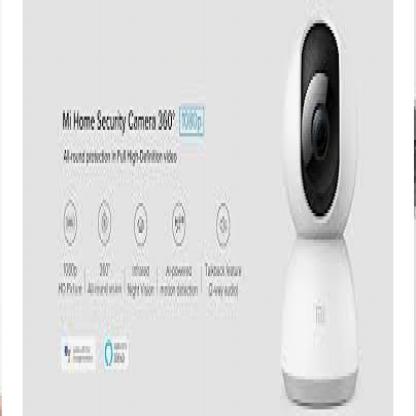 Mi Home Security Camera 360° 1080p
All-round protection in Full High-Definition video
1080p
HD Picture
360°
All-round vision
Infrared
Night Vision
AI-powered
motion detection
Talkback feature
(2-way audio)
mi